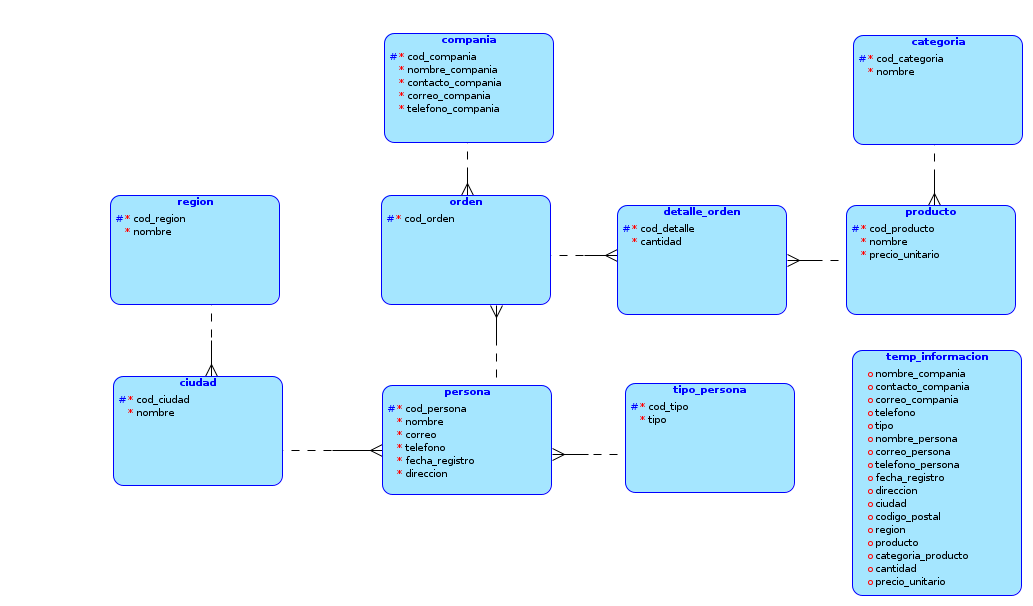 compania
#* cod_compania
* nombre_compania
* contacto_compania
* correo_compania
* telefono_compania
categoria
#* cod_categoria
* nombre
region
#* cod_region
* nombre
orden
#* cod_orden
detalle_orden
#* cod_detalle
* cantidad
producto
#* cod_producto
* nombre
* precio_unitario
ciudad
#* cod_ciudad
* nombre
persona
#* cod_persona
* nombre
* correo
* telefono
* fecha_registro
* direccion
tipo_persona
#* cod_tipo
* tipo
temp_informacion
o nombre_compania
o contacto_compania
o correo_compania
o telefono
o tipo
o nombre_persona
o correo_persona
o telefono_persona
o fecha_registro
o direccion
o ciudad
o codigo_postal
o region
o producto
o categoria_producto
o cantidad
o precio_unitario